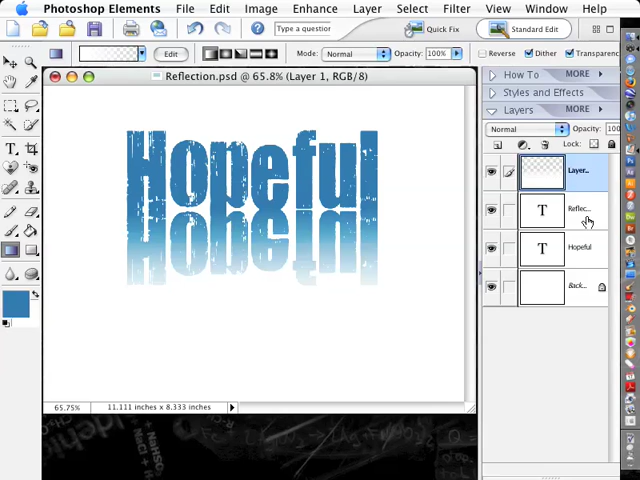 Photoshop Elements File Edit Image Enhance Layer Select Filter View Window Help
Type a question
Quick Fix
Standard Edit
Edit
Mode: Normal
Opacity: 100%
Reverse
Dither
Transparenc
Reflection.psd @ 65.8% (Layer 1, RGB/8)
How To
MORE
Styles and Effects
Layers
MORE
Normal
Opacity: 100
Lock:
Layer...
T
Reflec...
T
Hopeful
Back...
Hopeful
Hopeful
65.75%
11.111 inches x 8.333 inches